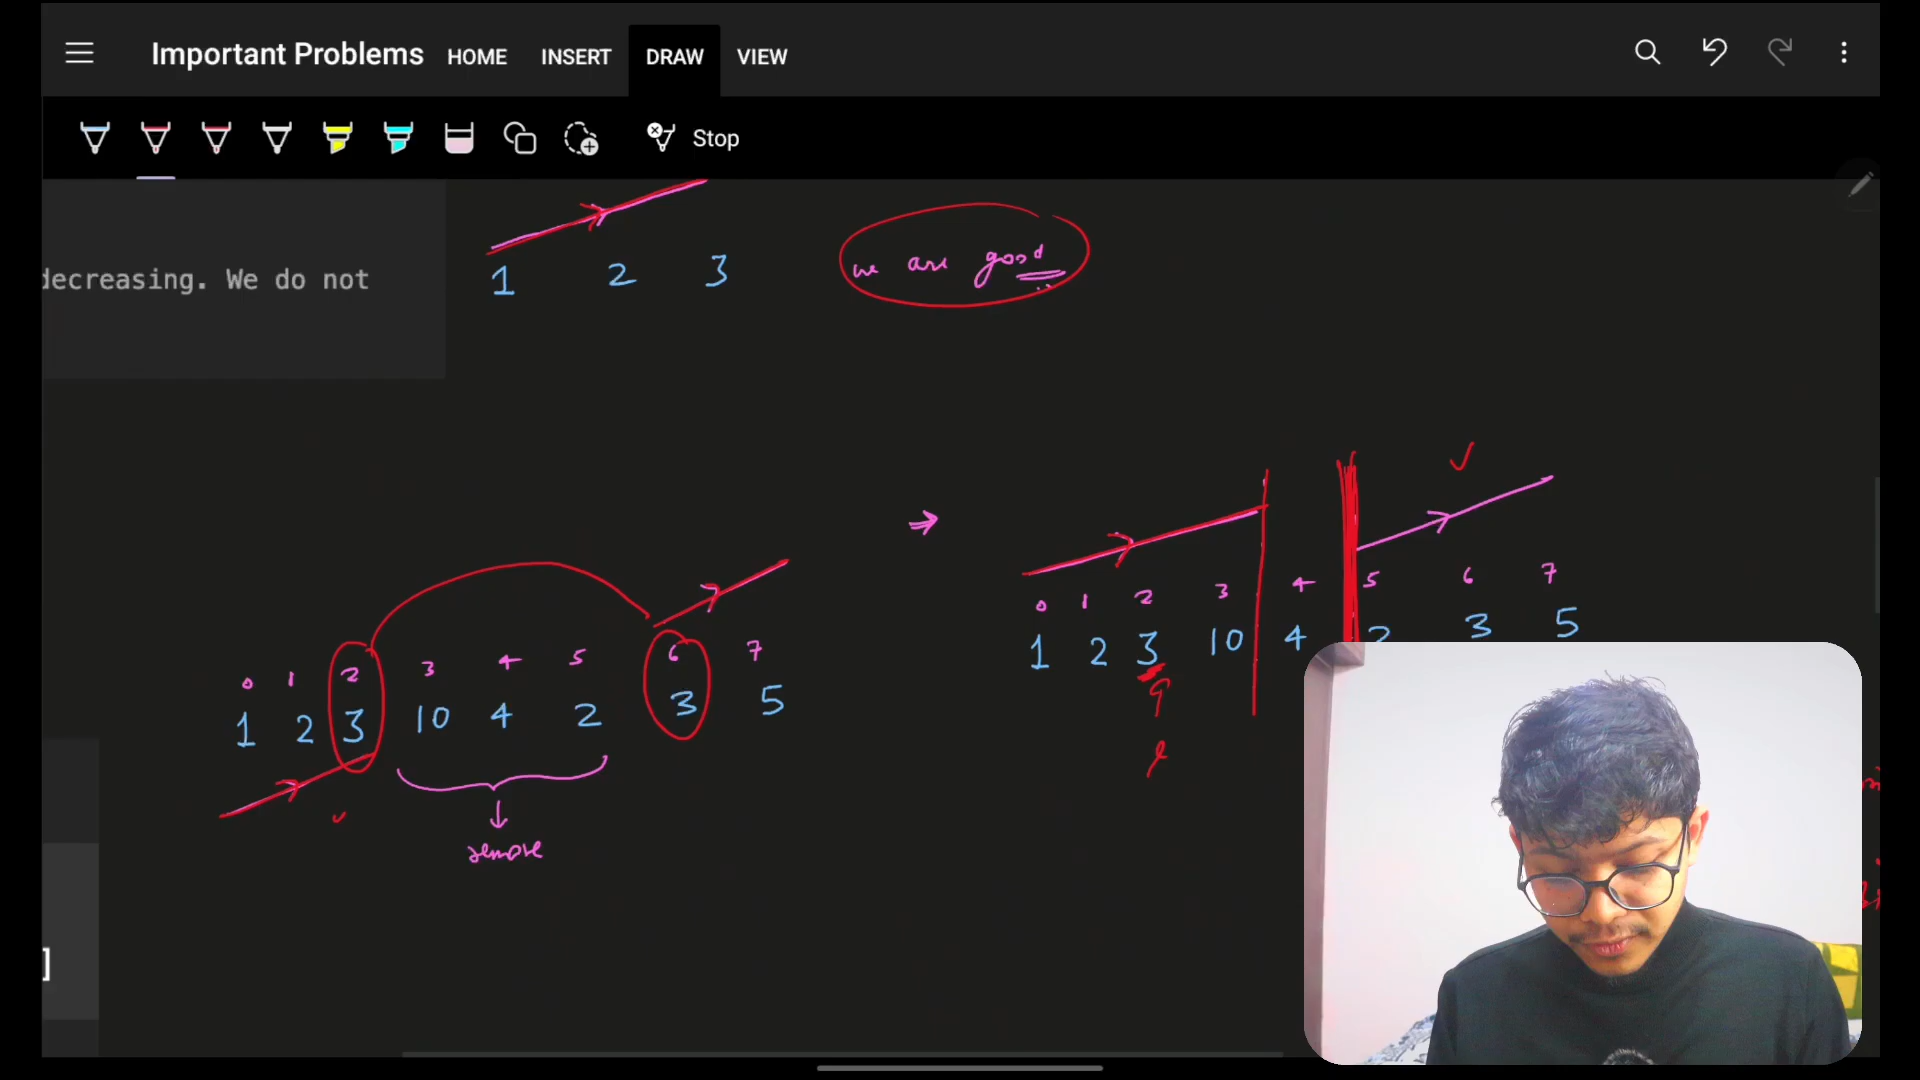 Important Problems HOME INSERT DRAW VIEW
Stop
decreasing. We do not
1 2 3
we are good
0 1 2 3 4 5 6 7
1 2 3 10 4 2 3 5
remove
0 1 2 3 4 5 6 7
1 2 3 10 4 2 3 5
]